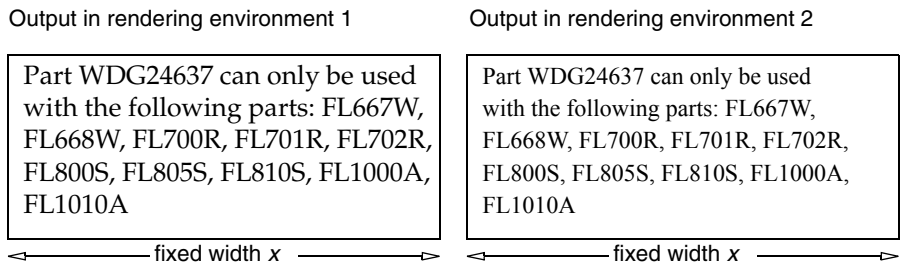 Output in rendering environment 1
Part WDG24637 can only be used
with the following parts: FL667W,
FL668W, FL700R, FL701R, FL702R,
FL800S, FL805S, FL810S, FL1000A,
FL1010A
fixed width x
Output in rendering environment 2
Part WDG24637 can only be used
with the following parts: FL667W,
FL668W, FL700R, FL701R, FL702R,
FL800S, FL805S, FL810S, FL1000A,
FL1010A
fixed width x